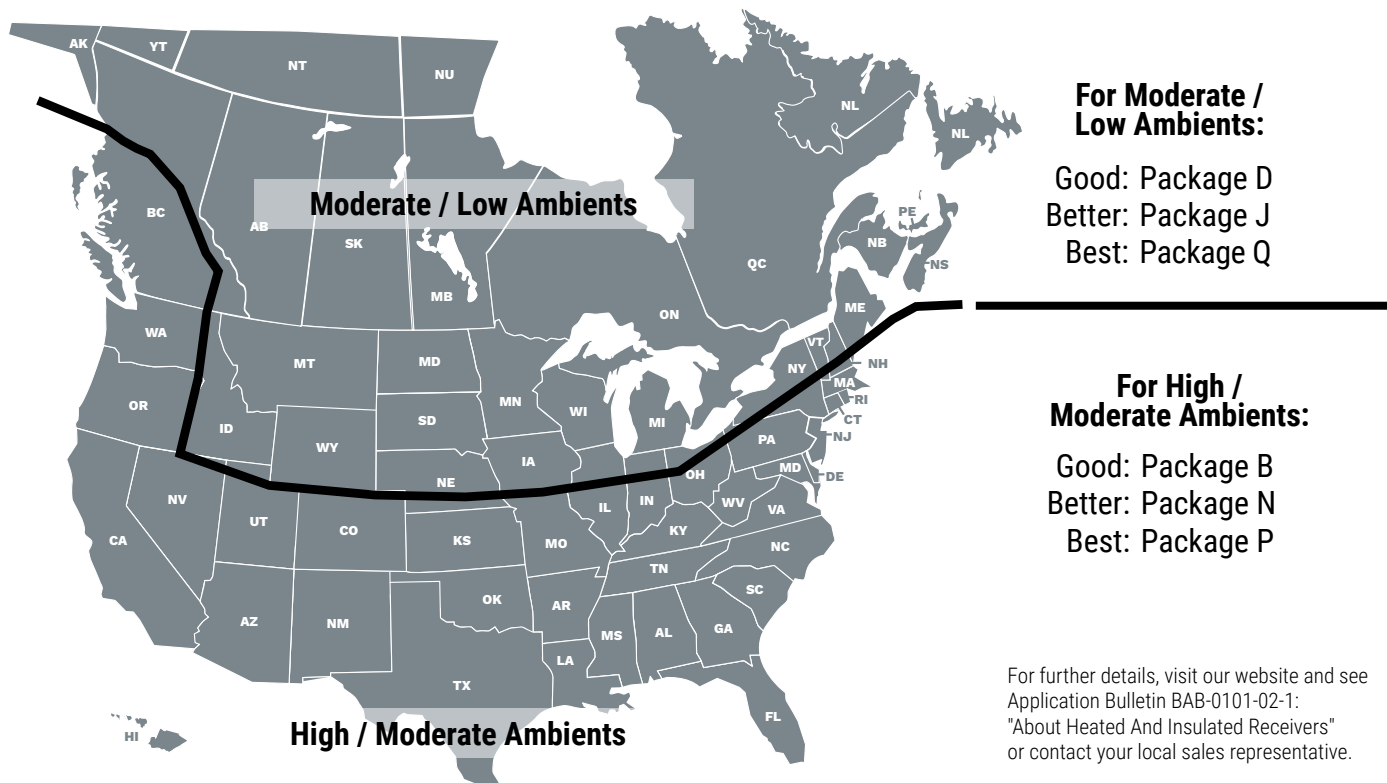 AK
YT
NT
NU
NL
NL
BC
AB
SK
MB
ON
QC
PE
NB
NS
ME
Moderate / Low Ambients
WA
MT
MD
VT
NH
NY
MA
RI
CT
NJ
OR
ID
WY
SD
MN
WI
MI
PA
MD
DE
NE
IA
IL
IN
OH
WV
VA
NV
UT
CO
KS
MO
KY
NC
CA
AZ
NM
OK
AR
TN
SC
MS
AL
GA
LA
TX
FL
HI
High / Moderate Ambients
For Moderate /
Low Ambients:
Good: Package D
Better: Package J
Best: Package Q
For High /
Moderate Ambients:
Good: Package B
Better: Package N
Best: Package P
For further details, visit our website and see
Application Bulletin BAB-0101-02-1:
"About Heated And Insulated Receivers"
or contact your local sales representative.